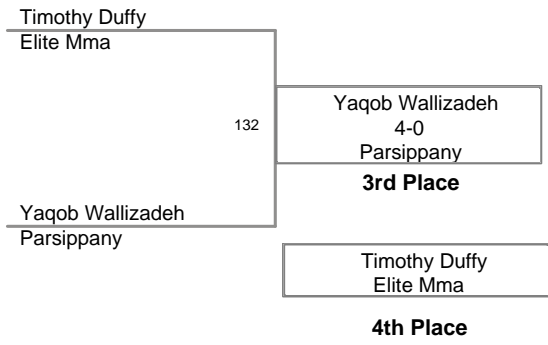 Timothy Duffy
Elite Mma
132
Yaqob Wallizadeh
4-0
Parsippany
3rd Place
Yaqob Wallizadeh
Parsippany
Timothy Duffy
Elite Mma
4th Place